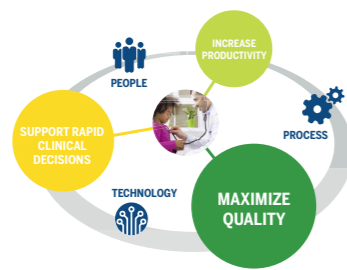 INCREASE
PRODUCTIVITY
PEOPLE
SUPPORT RAPID
CLINICAL
DECISIONS
PROCESS
TECHNOLOGY
MAXIMIZE
QUALITY